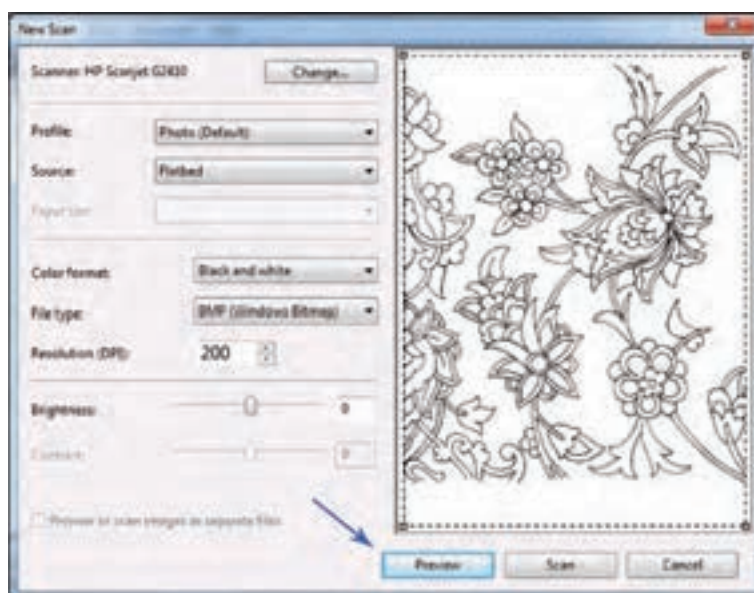 New Scan
Scanner: HP Scanjet G2410
Change...
Profile:
Photo (Default)
Source:
Flatbed
Paper size:
Color format:
Black and white
File type:
BMP (Windows Bitmap)
Resolution (DPI):
200
Brightness:
0
Contrast:
0
Preview or scan images as separate files
Preview
Scan
Cancel